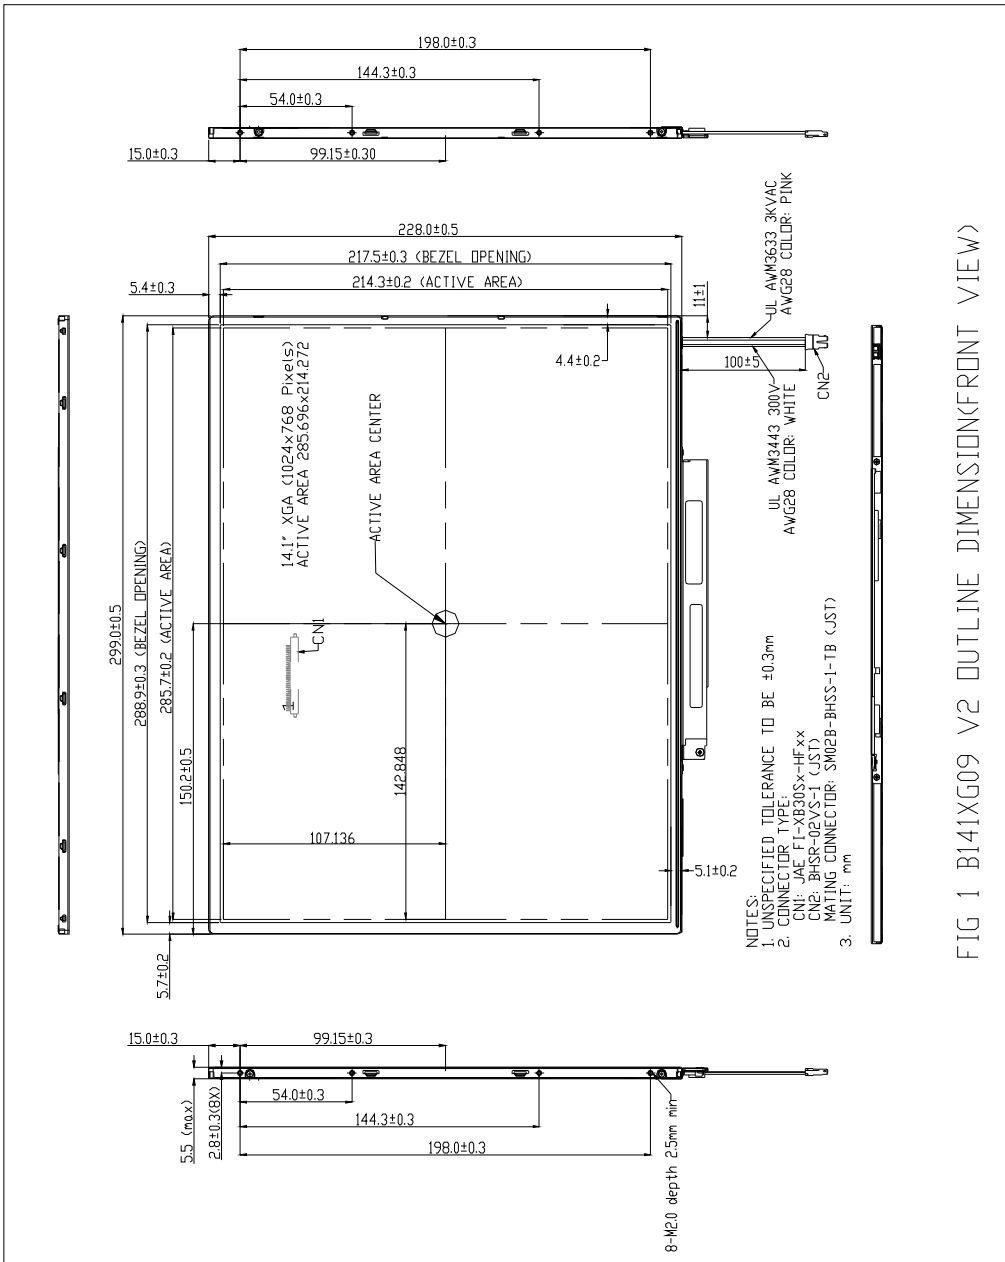 198.0±0.3
144.3±0.3
54.0±0.3
15.0±0.3
99.15±0.30
228.0±0.5
217.5±0.3 (BEZEL OPENING)
214.3±0.2 (ACTIVE AREA)
5.4±0.3
11±1
UL AWM3633 3KVAC
AWG28 COLOR: PINK
4.4±0.2
100±5
CN2
UL AWM3443 300V
AWG28 COLOR: WHITE
14.1" XGA (1024x768 Pixels)
ACTIVE AREA 285.696x214.272
ACTIVE AREA CENTER
CN1
1
299.0±0.5
288.9±0.3 (BEZEL OPENING)
285.7±0.2 (ACTIVE AREA)
150.2±0.5
142.848
107.136
5.1±0.2
5.7±0.2
NOTES:
1. UNSPECIFIED TOLERANCE TO BE ±0.3mm
2. CONNECTOR TYPE:
CN1: JAE FI-XB30Sx-HFxx
CN2: BHSR-02VS-1 (JST)
MATING CONNECTOR: SM02B-BHSS-1-TB (JST)
3. UNIT: mm
15.0±0.3
99.15±0.3
5.5 (max)
2.8±0.3(8X)
54.0±0.3
144.3±0.3
198.0±0.3
8-M2.0 depth 2.5mm min
FIG 1 B141XG09 V2 OUTLINE DIMENSION(FRONT VIEW)